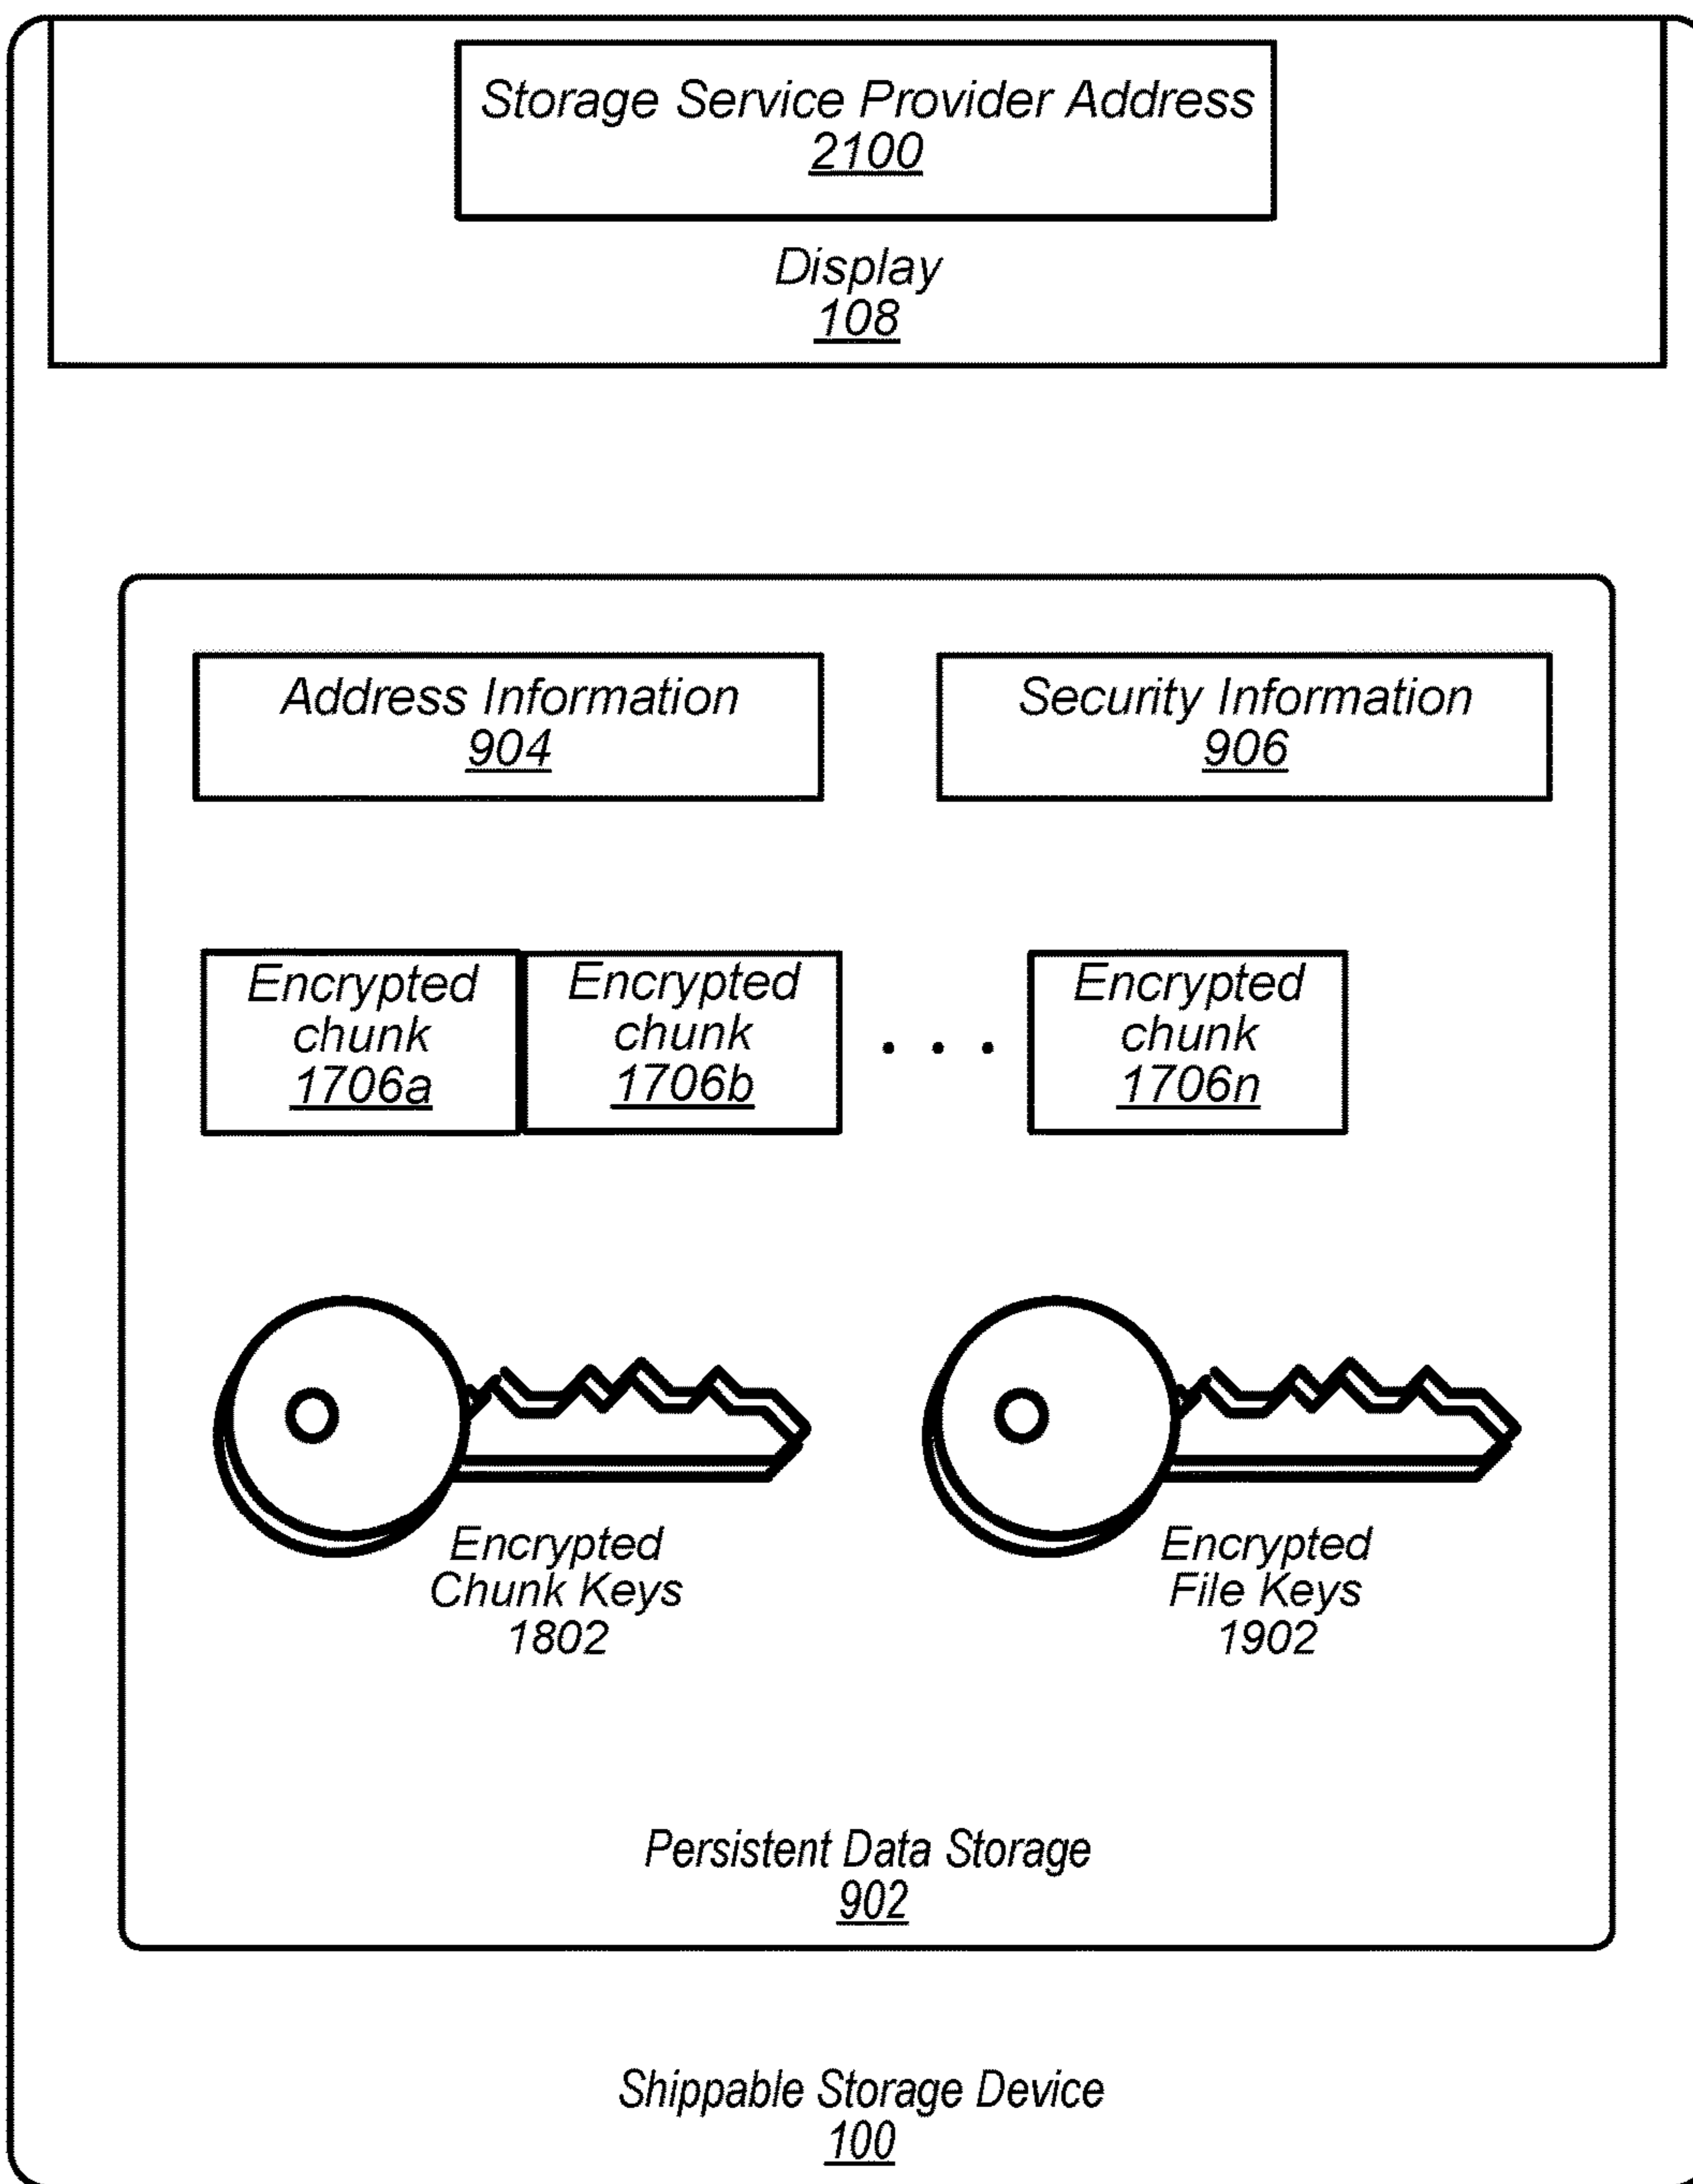 Storage Service Provider Address
2100
Display
108
Address Information
904
Security Information
906
Encrypted
chunk
1706a
Encrypted
chunk
1706b
. . .
Encrypted
chunk
1706n
Encrypted
Chunk Keys
1802
Encrypted
File Keys
1902
Persistent Data Storage
902
Shippable Storage Device
100